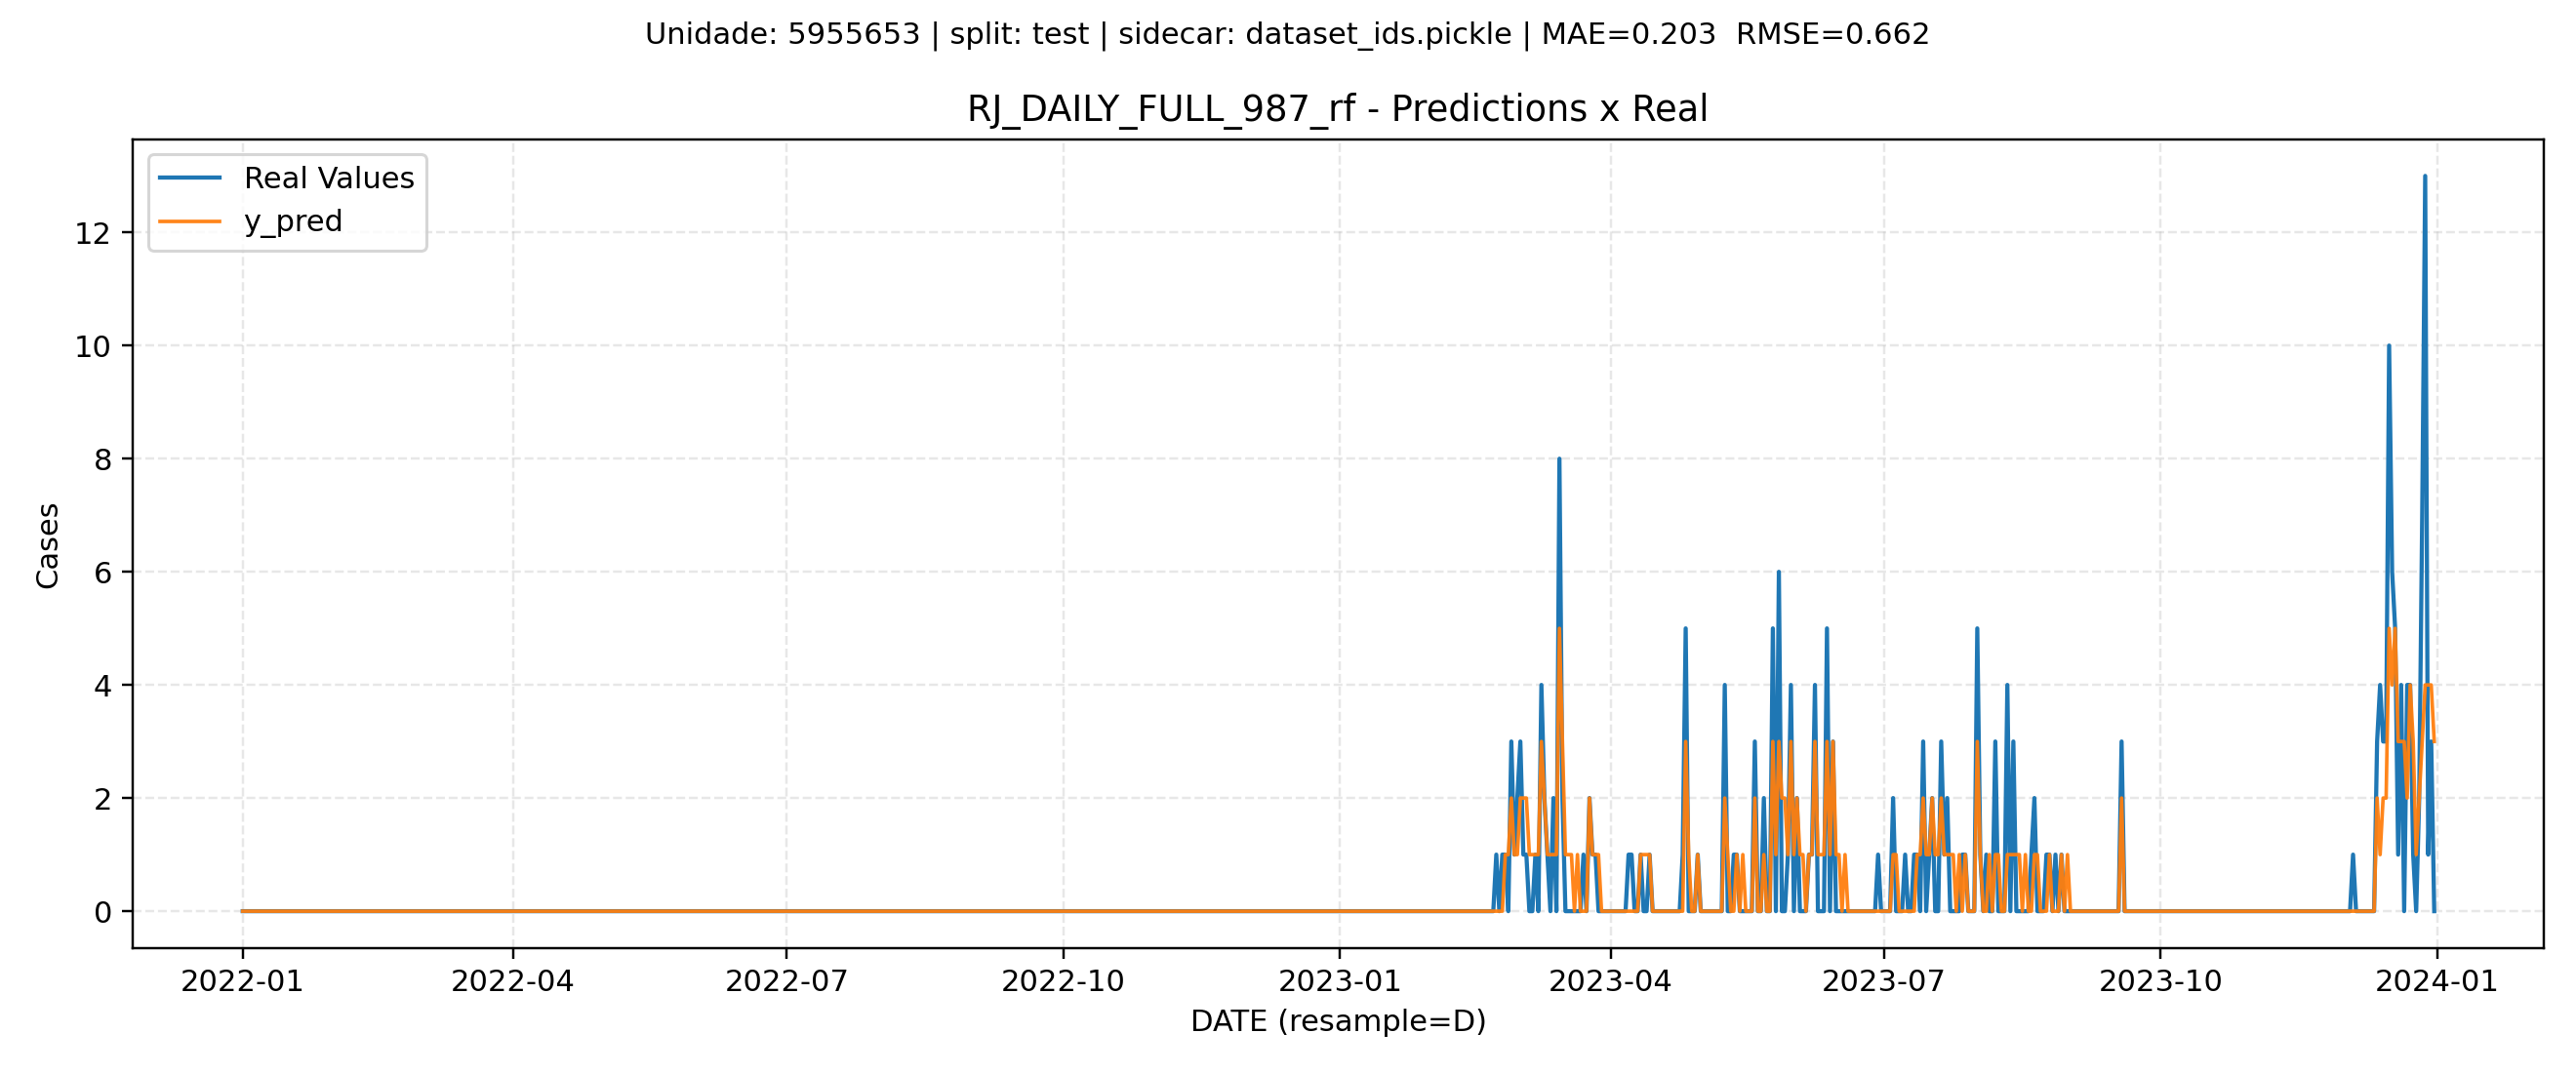 Unidade: 5955653 | split: test | sidecar: dataset_ids.pickle | MAE=0.203  RMSE=0.662
RJ_DAILY_FULL_987_rf - Predictions x Real
Real Values
y_pred
12
10
8
6
4
2
0
Cases
2022-01
2022-04
2022-07
2022-10
2023-01
2023-04
2023-07
2023-10
2024-01
DATE (resample=D)